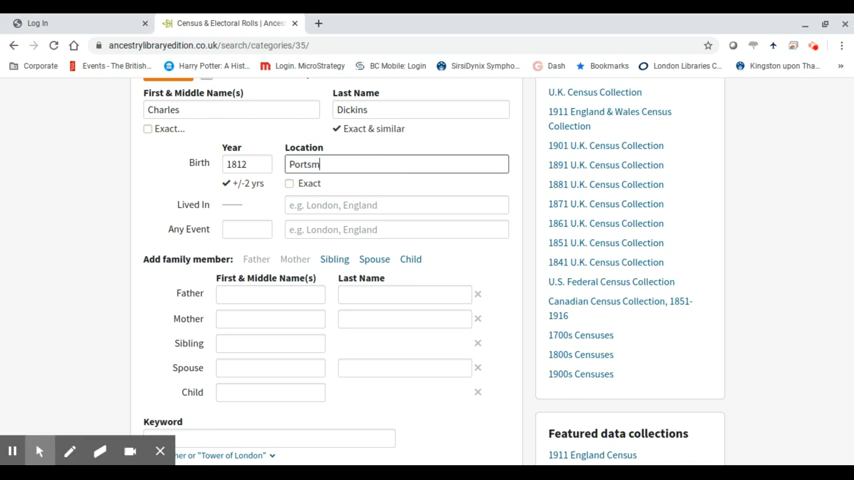 Log In
Census & Electoral Rolls | Ances
ancestrylibraryedition.co.uk/search/categories/35/
Corporate
Events - The British...
Harry Potter: A Hist...
Login. MicroStrategy
BC Mobile: Login
SirsiDynix Sympho...
Dash
Bookmarks
London Libraries C...
Kingston upon Tha...
»
First & Middle Name(s)
Last Name
Charles
Dickins
Exact...
Exact & similar
Year
Location
Birth
1812
Portsm
+/-2 yrs
Exact
Lived In
e.g. London, England
Any Event
e.g. London, England
Add family member:
Father
Mother
Sibling
Spouse
Child
First & Middle Name(s)
Last Name
Father
Mother
Sibling
Spouse
Child
Keyword
her or "Tower of London"
U.K. Census Collection
1911 England & Wales Census
Collection
1901 U.K. Census Collection
1891 U.K. Census Collection
1881 U.K. Census Collection
1871 U.K. Census Collection
1861 U.K. Census Collection
1851 U.K. Census Collection
1841 U.K. Census Collection
U.S. Federal Census Collection
Canadian Census Collection, 1851-
1916
1700s Censuses
1800s Censuses
1900s Censuses
Featured data collections
1911 England Census